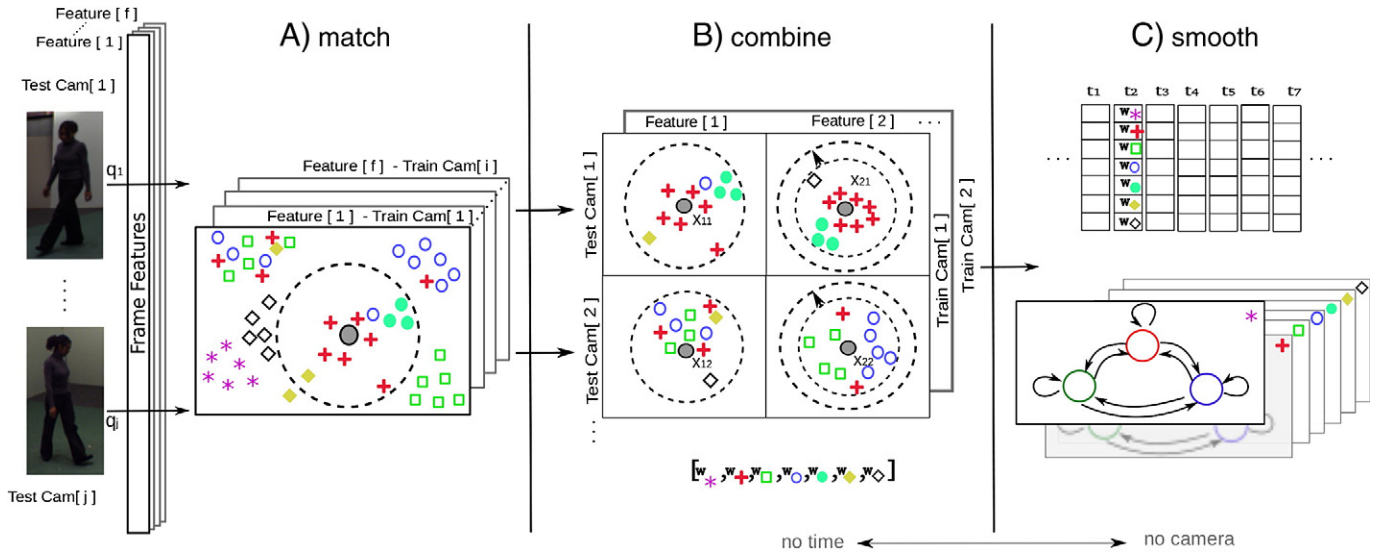 Feature [ f ]
Feature [ 1 ]
Test Cam[ 1 ]
q1
Frame Features
qj
Test Cam[ j ]
A) match
Feature [ f ] - Train Cam[ i ]
Feature [ 1 ] - Train Cam[ 1 ]
B) combine
Feature [ 1 ]
Feature [ 2 ]
. . .
Test Cam[ 1 ]
Test Cam[ 2 ]
. . . .
X11
X21
X12
X22
Train Cam[ 1 ]
Train Cam[ 2 ]
[w, w, w, w, w, w, w]
C) smooth
t1 t2 t3 t4 t5 t6 t7
w
w
w
w
w
w
w
. . .
. . .
no time
no camera